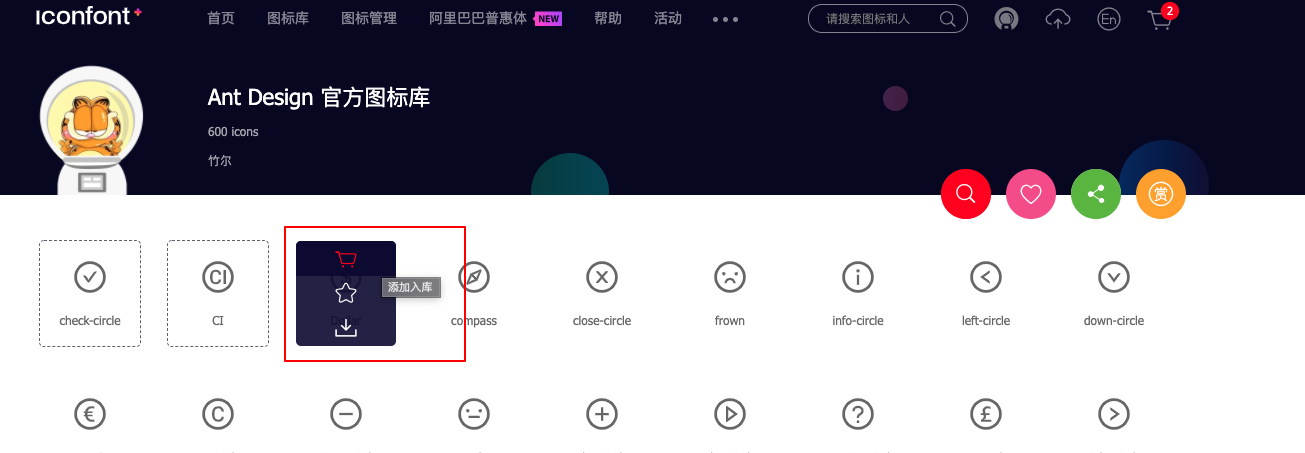 iconfont+
首页 图标库 图标管理 阿里巴巴普惠体 NEW 帮助 活动 ••• 请搜索图标和人 En 2
Ant Design 官方图标库
600 icons
竹尔
赏
CI
添加入库
check-circle CI Dollar compass close-circle frown info-circle left-circle down-circle
€ C ? £